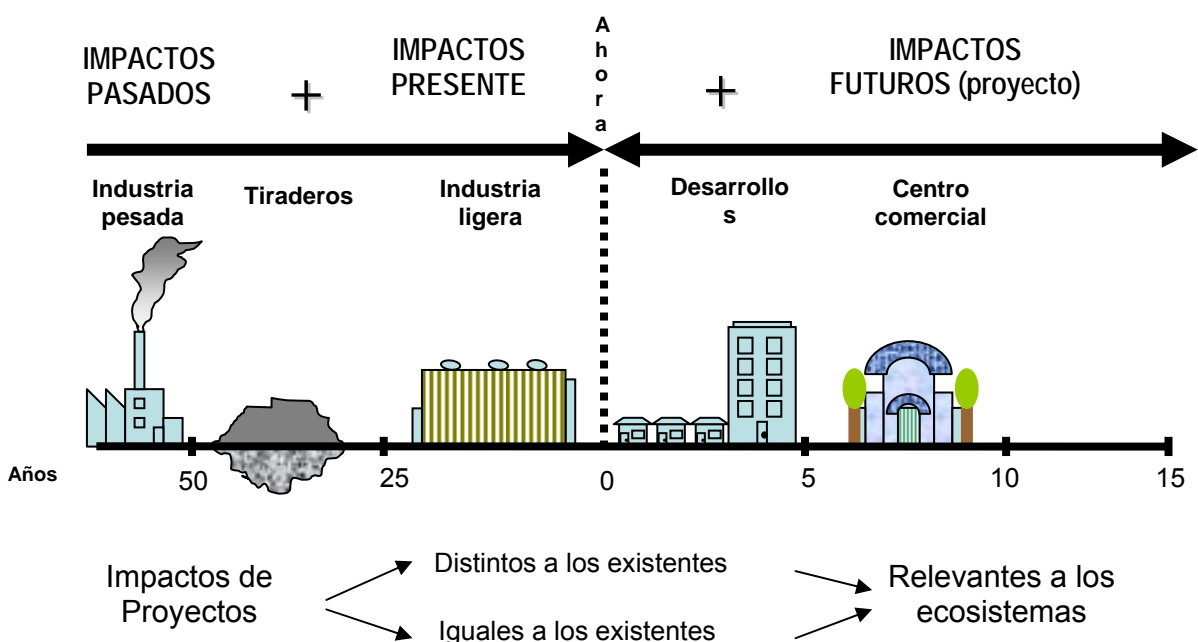 IMPACTOS
PASADOS
+
IMPACTOS
PRESENTE
A
h
o
r
a
+
IMPACTOS
FUTUROS (proyecto)
Industria
pesada
Tiraderos
Industria
ligera
Desarrollo
s
Centro
comercial
Años
50
25
0
5
10
15
Impactos de
Proyectos
Distintos a los existentes
Iguales a los existentes
Relevantes a los
ecosistemas